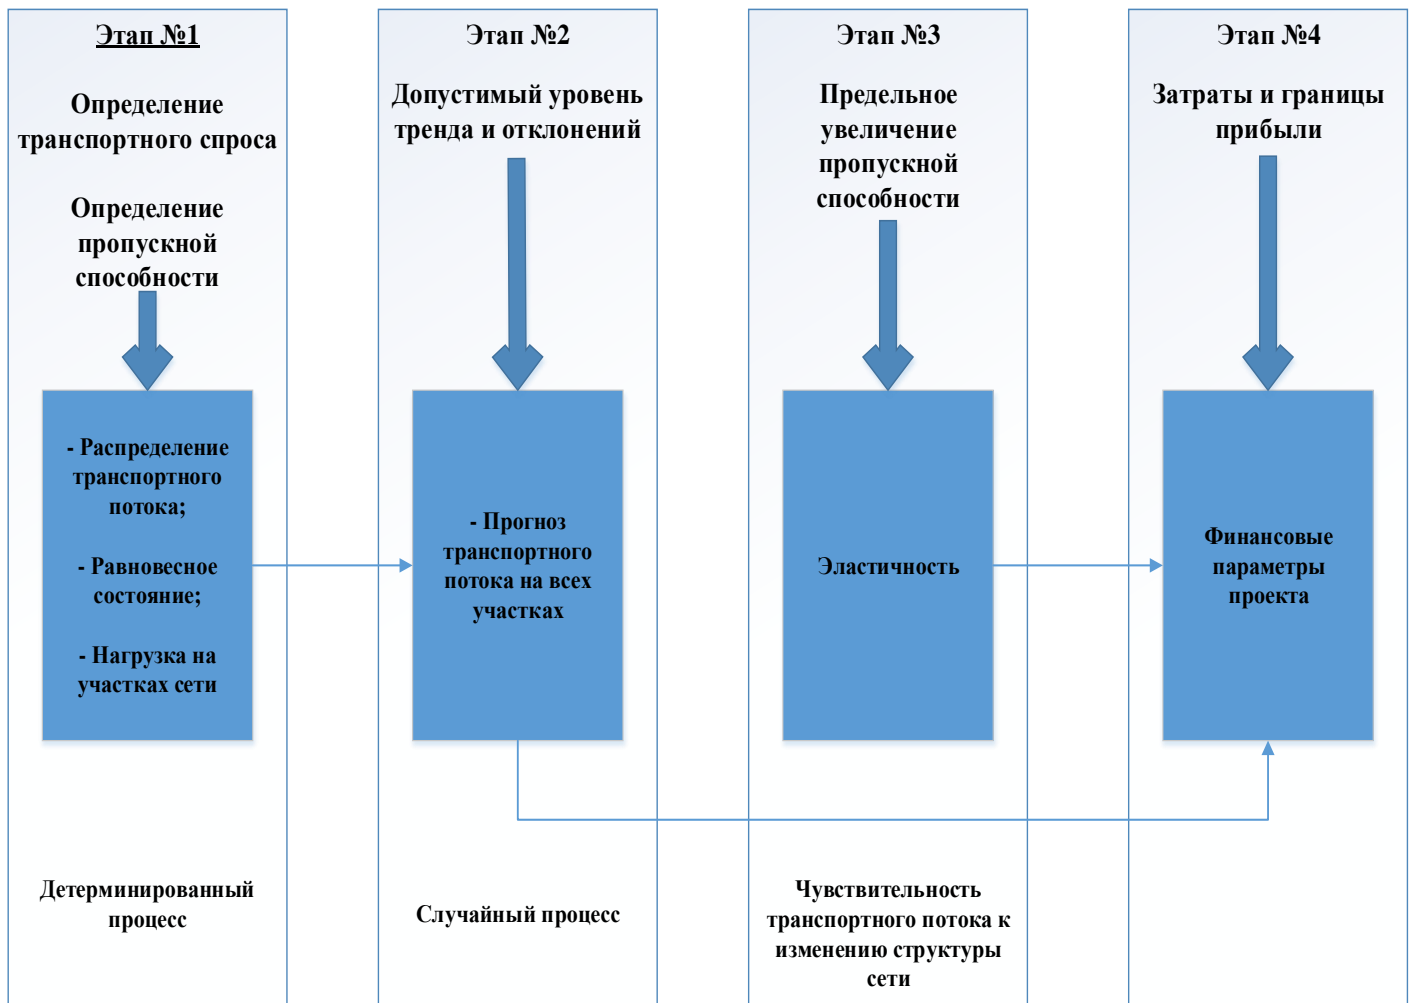 Этап №1
Определение
транспортного спроса
Определение
пропускной
способности
- Распределение
транспортного
потока;
- Равновесное
состояние;
- Нагрузка на
участках сети
Детерминированный
процесс
Этап №2
Допустимый уровень
тренда и отклонений
- Прогноз
транспортного
потока на всех
участках
Случайный процесс
Этап №3
Предельное
увеличение
пропускной
способности
Эластичность
Чувствительность
транспортного потока к
изменению структуры
сети
Этап №4
Затраты и границы
прибыли
Финансовые
параметры
проекта